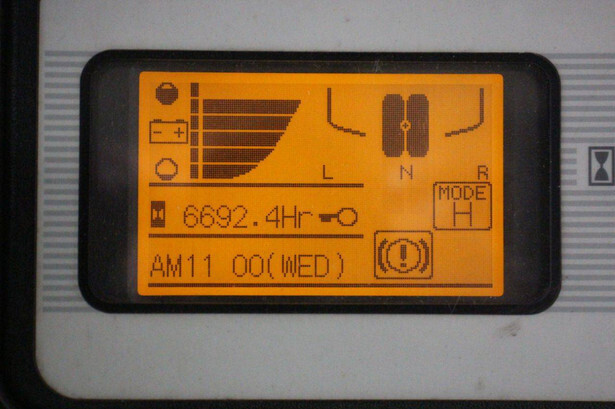 - +
L N R
MODE
H
6692.4Hr
AM11 00(WED)